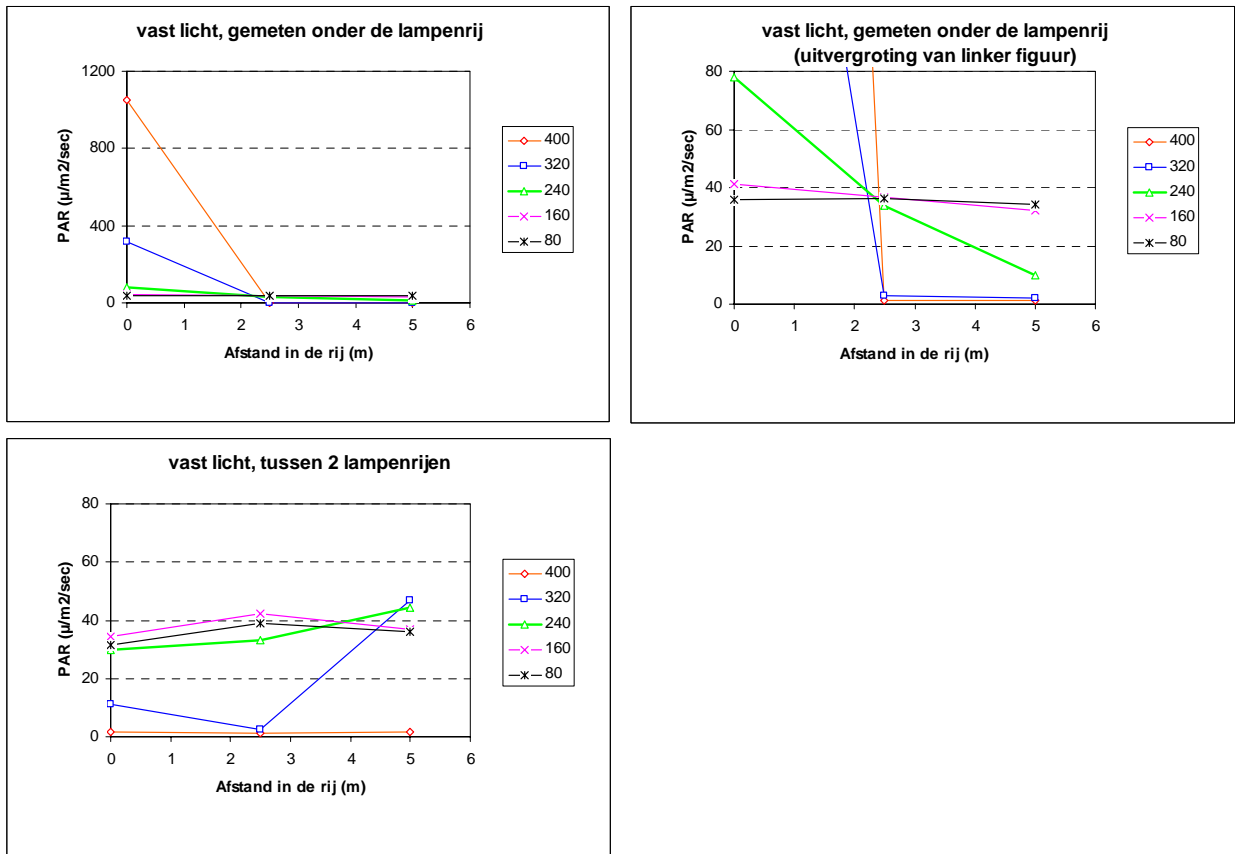 vast licht, gemeten onder de lampenrij
1200
800
400
0
0 1 2 3 4 5 6
PAR (µ/m2/sec)
Afstand in de rij (m)
400
320
240
160
80
vast licht, gemeten onder de lampenrij
(uitvergroting van linker figuur)
80
60
40
20
0
0 1 2 3 4 5 6
PAR (µ/m2/sec)
Afstand in de rij (m)
400
320
240
160
80
vast licht, tussen 2 lampenrijen
80
60
40
20
0
0 1 2 3 4 5 6
PAR (µ/m2/sec)
Afstand in de rij (m)
400
320
240
160
80